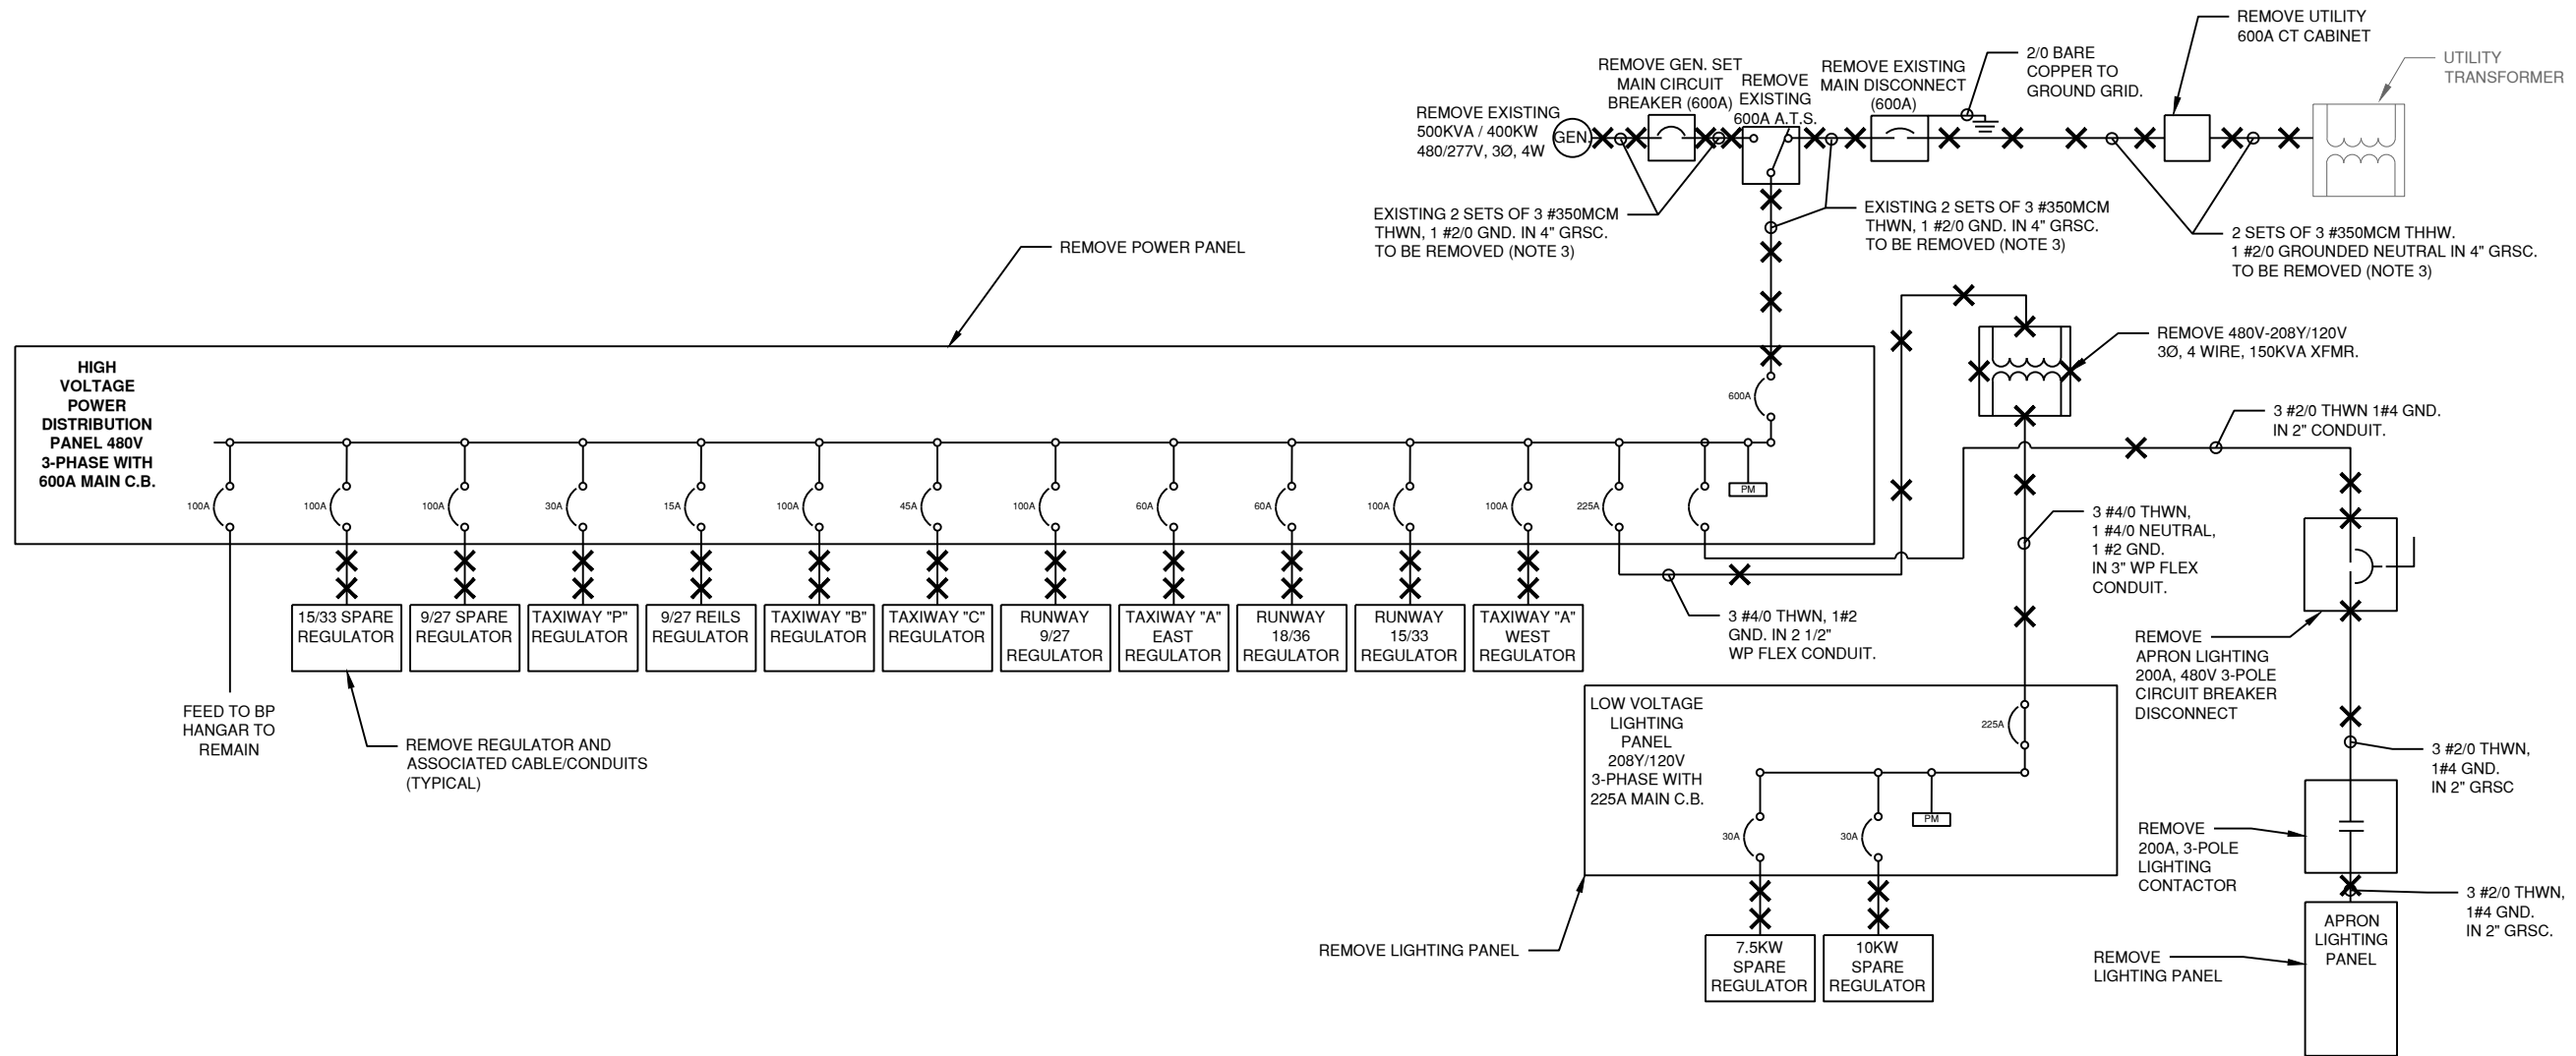 REMOVE UTILITY
600A CT CABINET
UTILITY
TRANSFORMER
2/0 BARE
COPPER TO
GROUND GRID.
REMOVE EXISTING
MAIN DISCONNECT
(600A)
REMOVE
EXISTING
600A A.T.S.
REMOVE GEN. SET
MAIN CIRCUIT
BREAKER (600A)
REMOVE EXISTING
500KVA / 400KW
480/277V, 3Ø, 4W
GEN.
EXISTING 2 SETS OF 3 #350MCM
THWN, 1 #2/0 GND. IN 4" GRSC.
TO BE REMOVED (NOTE 3)
EXISTING 2 SETS OF 3 #350MCM
THWN, 1 #2/0 GND. IN 4" GRSC.
TO BE REMOVED (NOTE 3)
2 SETS OF 3 #350MCM THHW.
1 #2/0 GROUNDED NEUTRAL IN 4" GRSC.
TO BE REMOVED (NOTE 3)
REMOVE POWER PANEL
REMOVE 480V-208Y/120V
3Ø, 4 WIRE, 150KVA XFMR.
HIGH
VOLTAGE
POWER
DISTRIBUTION
PANEL 480V
3-PHASE WITH
600A MAIN C.B.
600A
100A
100A
100A
30A
15A
100A
45A
100A
60A
60A
100A
100A
225A
PM
3 #2/0 THWN 1#4 GND.
IN 2" CONDUIT.
3 #4/0 THWN,
1 #4/0 NEUTRAL,
1 #2 GND.
IN 3" WP FLEX
CONDUIT.
15/33 SPARE
REGULATOR
9/27 SPARE
REGULATOR
TAXIWAY "P"
REGULATOR
9/27 REILS
REGULATOR
TAXIWAY "B"
REGULATOR
TAXIWAY "C"
REGULATOR
RUNWAY
9/27
REGULATOR
TAXIWAY "A"
EAST
REGULATOR
RUNWAY
18/36
REGULATOR
RUNWAY
15/33
REGULATOR
TAXIWAY "A"
WEST
REGULATOR
3 #4/0 THWN, 1#2
GND. IN 2 1/2"
WP FLEX CONDUIT.
REMOVE
APRON LIGHTING
200A, 480V 3-POLE
CIRCUIT BREAKER
DISCONNECT
FEED TO BP
HANGAR TO
REMAIN
REMOVE REGULATOR AND
ASSOCIATED CABLE/CONDUITS
(TYPICAL)
LOW VOLTAGE
LIGHTING
PANEL
208Y/120V
3-PHASE WITH
225A MAIN C.B.
225A
30A
30A
PM
3 #2/0 THWN,
1#4 GND.
IN 2" GRSC
REMOVE
200A, 3-POLE
LIGHTING
CONTACTOR
3 #2/0 THWN,
1#4 GND.
IN 2" GRSC.
REMOVE LIGHTING PANEL
7.5KW
SPARE
REGULATOR
10KW
SPARE
REGULATOR
REMOVE
LIGHTING PANEL
APRON
LIGHTING
PANEL